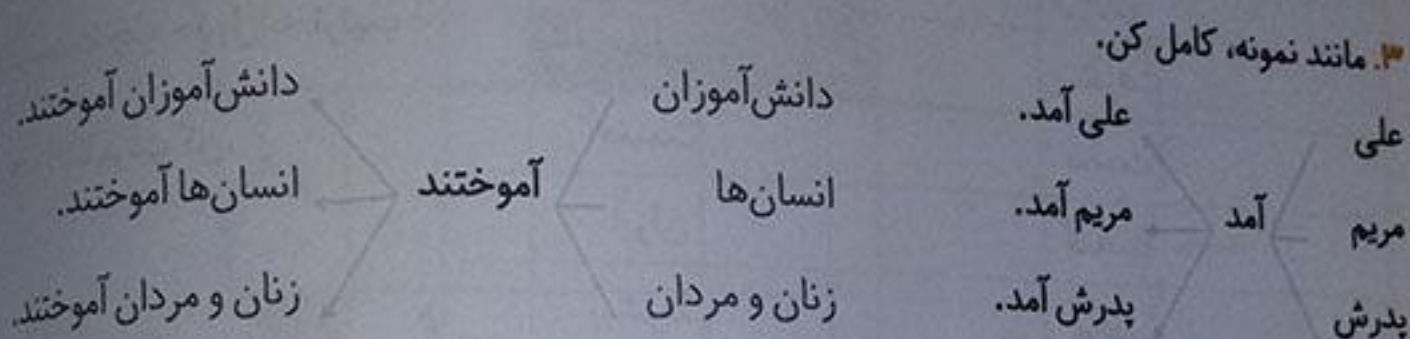 ۳. مانند نمونه، کامل کن.
علی
مریم
پدرش
آمد
علی آمد.
مریم آمد.
پدرش آمد.
دانش‌آموزان
انسان‌ها
زنان و مردان
آموختند
دانش‌آموزان آموختند.
انسان‌ها آموختند.
زنان و مردان آموختند.